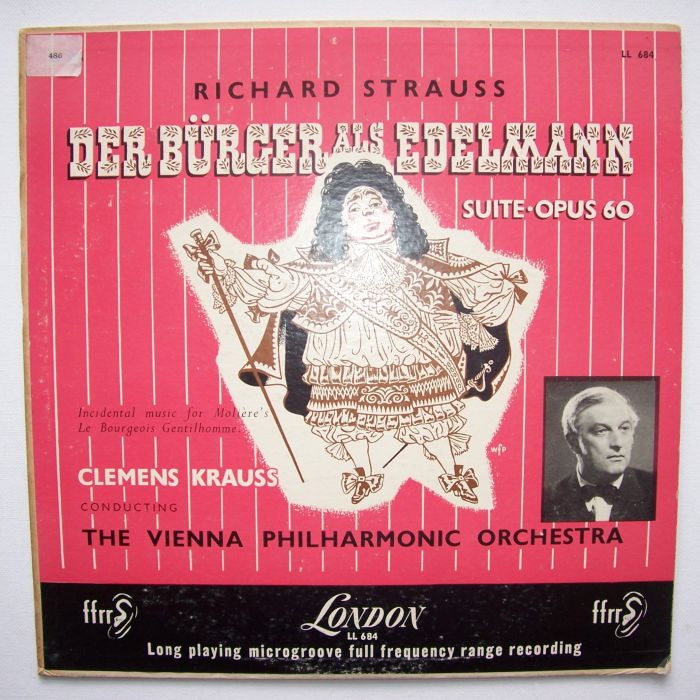 486
LL 684
RICHARD STRAUSS
DER BÜRGER ALS EDELMANN
SUITE·OPUS 60
Incidental music for Molière's
Le Bourgeois Gentilhomme.
wfp
CLEMENS KRAUSS
CONDUCTING
THE VIENNA PHILHARMONIC ORCHESTRA
ffrr
LONDON
ffrr
LL 684
Long playing microgroove full frequency range recording